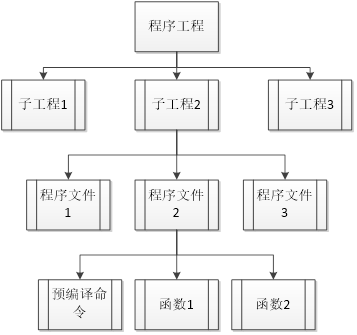 程序工程
子工程1
子工程2
子工程3
程序文件
1
程序文件
2
程序文件
3
预编译命
令
函数1
函数2